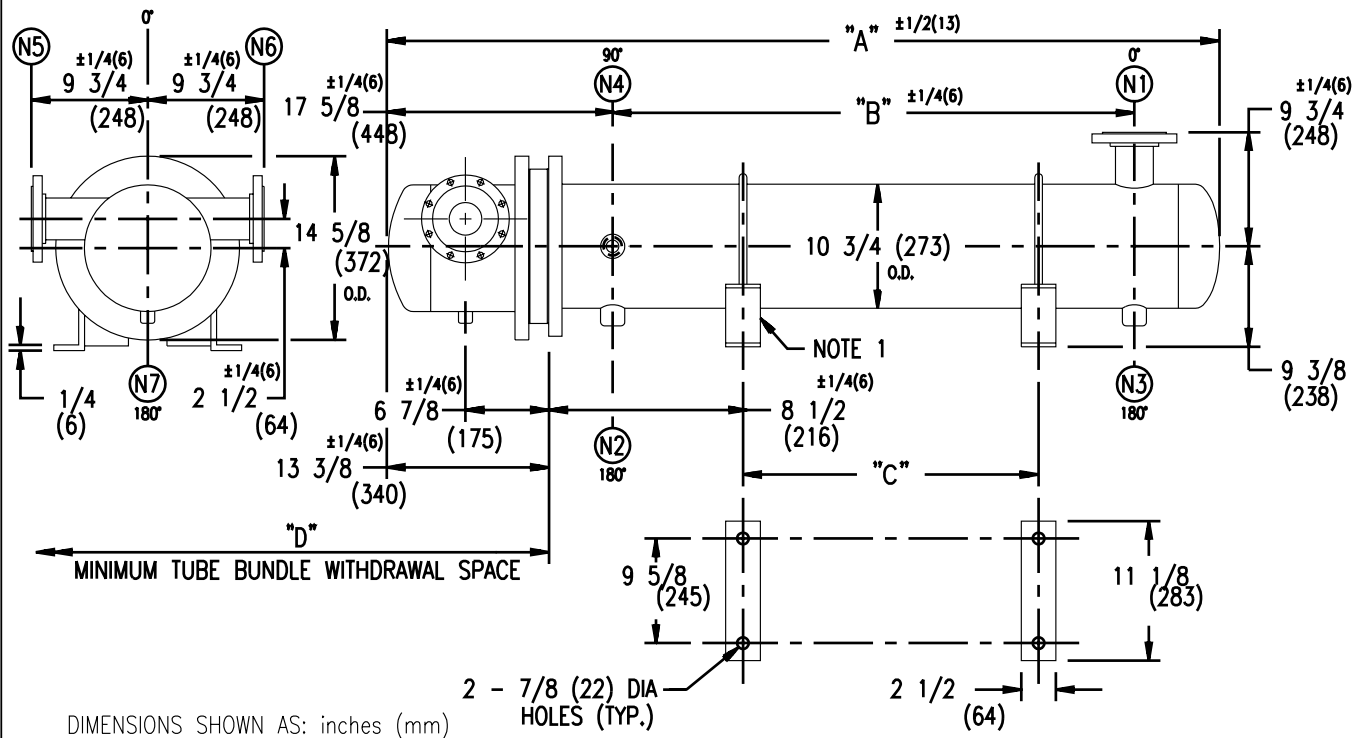 0°
N5
N6
±1/4(6)
9 3/4
(248)
±1/4(6)
9 3/4
(248)
"A" ±1/2(13)
±1/4(6)
17 5/8
(448)
90°
N4
"B" ±1/4(6)
0°
N1
±1/4(6)
9 3/4
(248)
14 5/8
(372)
O.D.
10 3/4 (273)
O.D.
NOTE 1
1/4
(6)
N7
180°
±1/4(6)
2 1/2
(64)
±1/4(6)
6 7/8
(175)
±1/4(6)
13 3/8
(340)
N2
180°
±1/4(6)
8 1/2
(216)
N3
180°
9 3/8
(238)
"C"
"D"
MINIMUM TUBE BUNDLE WITHDRAWAL SPACE
9 5/8
(245)
11 1/8
(283)
2 - 7/8 (22) DIA
HOLES (TYP.)
2 1/2
(64)
DIMENSIONS SHOWN AS: inches (mm)